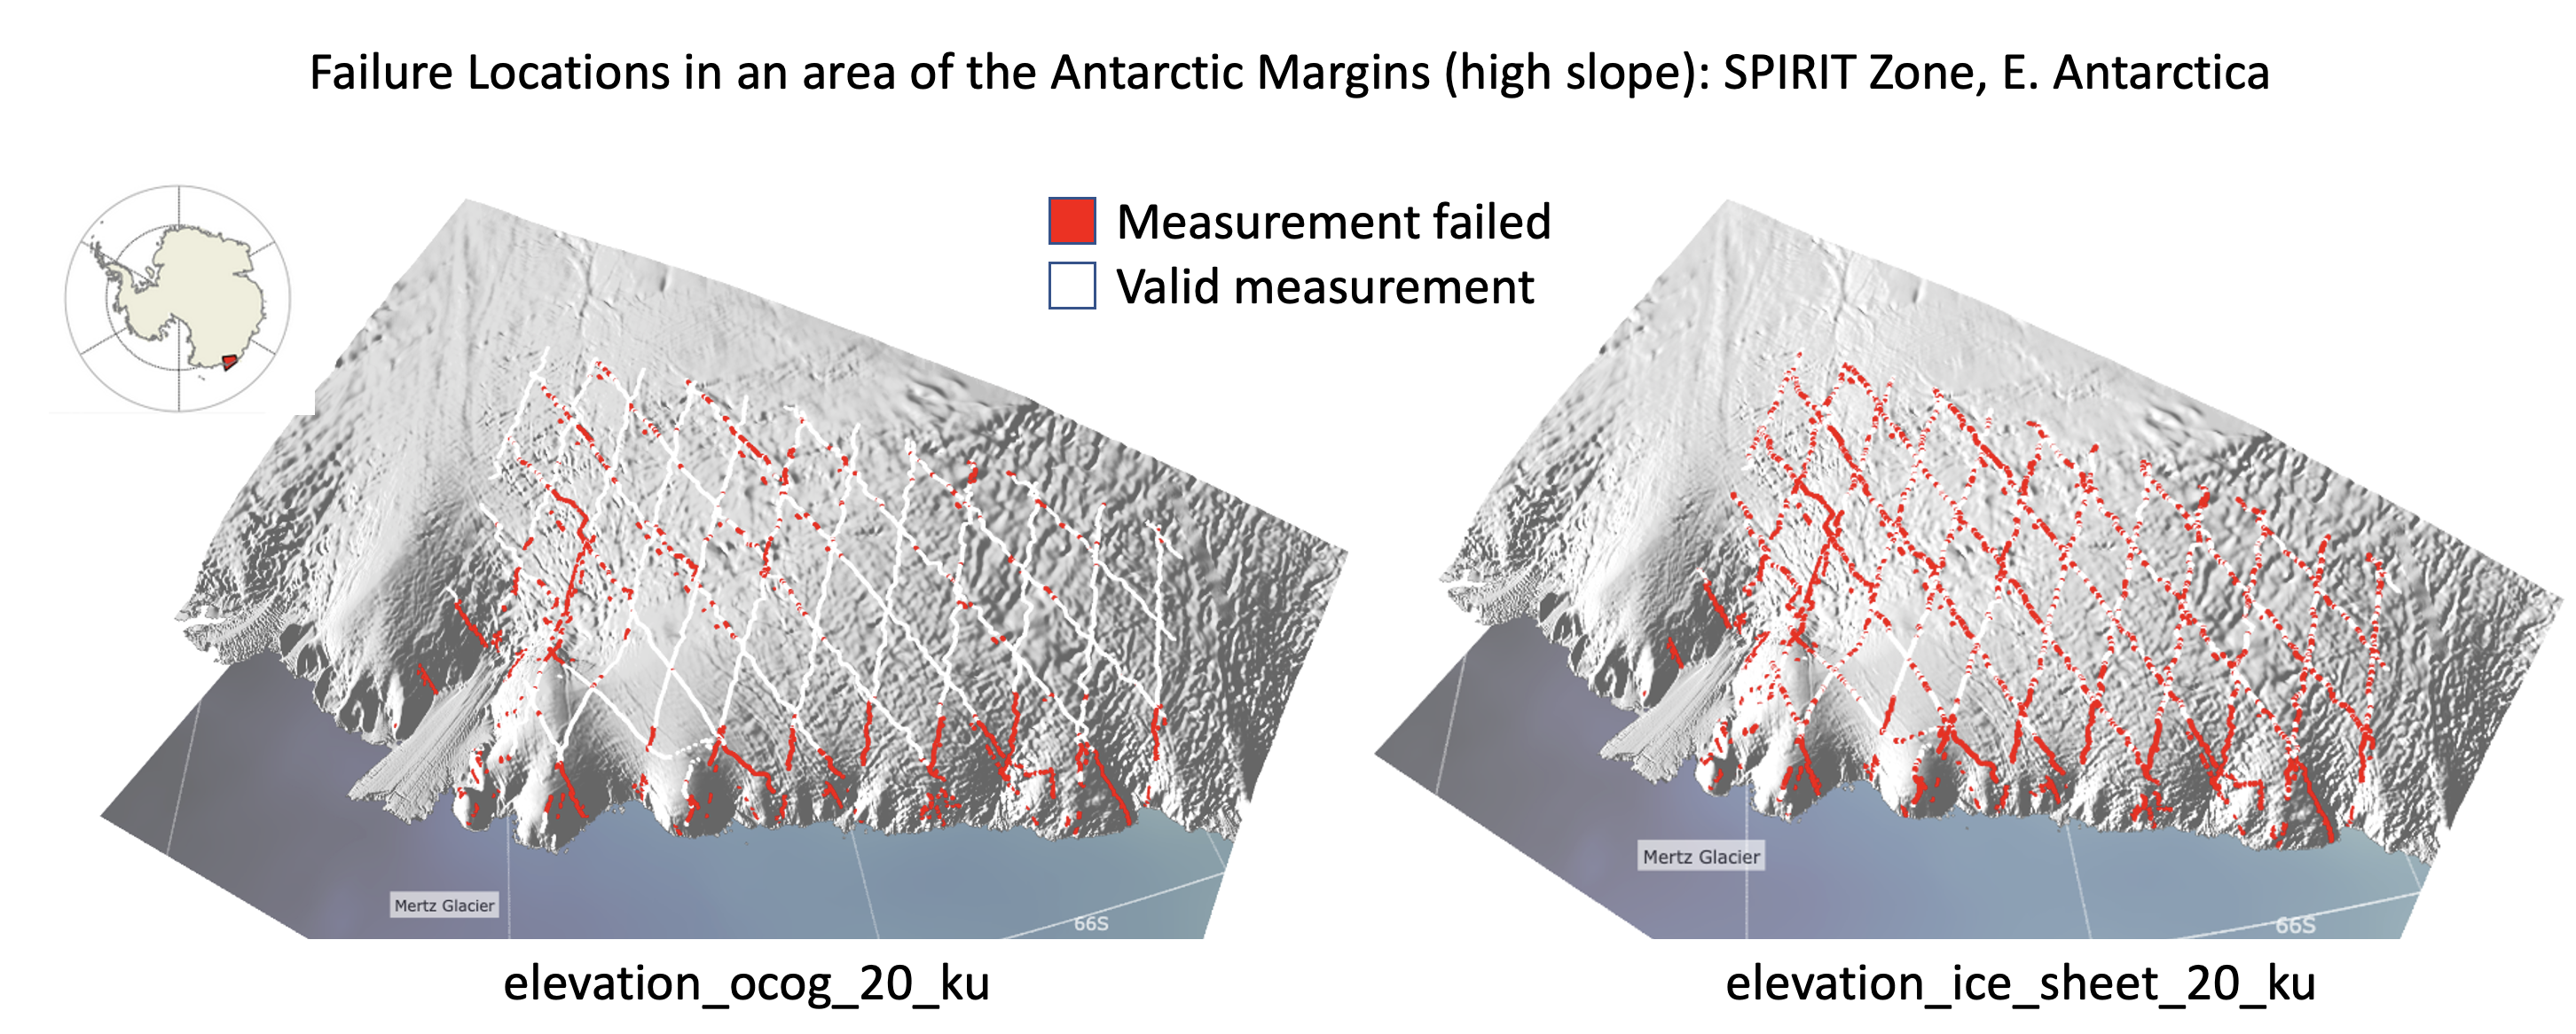 Failure Locations in an area of the Antarctic Margins (high slope): SPIRIT Zone, E. Antarctica
Measurement failed
Valid measurement
Mertz Glacier
66S
Mertz Glacier
66S
elevation_ocog_20_ku
elevation_ice_sheet_20_ku